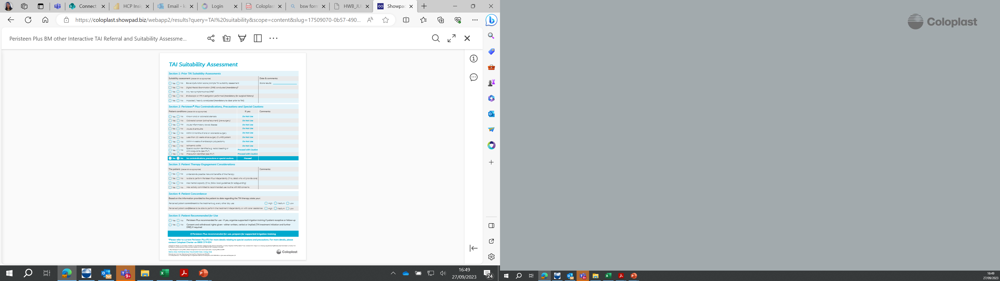 Connect
HCP Insi
Email - k
Login
Coloplast
bsw form
HWB_JUL
Showpad
https://coloplast.showpad.biz/webapp2/results?query=TAI%20suitability&scope=content&slug=17509070-0b57-490...
Peristeen Plus BM other Interactive TAI Referral and Suitability Assessme...
Coloplast
TAI Suitability Assessment
Section 1: Prior TAI Suitability Assessments
Suitability assessment (please tick as appropriate) Date & comments:
Yes No Bowel dysfunction score prompts TAI suitability assessment Score results:
Yes No Digital Rectal Examination (DRE) conducted (mandatory)¹
Yes No Any new symptoms since DRE?
Yes No Endoscopic or PR investigation performed (mandatory for surgical history)
Yes No Impacted / heavily constipated (mandatory to clear prior to TAI)
Section 2: Peristeen® Plus Contraindications, Precautions and Special Cautions
Patient conditions (please tick as appropriate) If yes: Comments:
Yes No Known anal or colorectal stenosis Do Not Use
Yes No Colorectal cancer (active/recurrent) (pre-surgery) Do Not Use
Yes No Acute inflammatory bowel disease Do Not Use
Yes No Acute diverticulitis Do Not Use
Yes No Within 3 months of anal or colorectal surgery Do Not Use
Yes No Less than 12 weeks since surgery if LARS patient Do Not Use
Yes No Within 4 weeks of endoscopic polypectomy Do Not Use
Yes No Ischaemic colitis Do Not Use
Yes No Special caution identified e.g. rectal bleeding or
anti-coagulants (see IFU*) Proceed with Caution
Yes No Precaution identified (see IFU*) Proceed with Caution
Yes No No contraindications, precautions or special cautions Proceed
Section 3: Patient Therapy Engagement Considerations
The patient: (please tick as appropriate) Comments:
Yes No Understands possible risks and benefits of the therapy
Yes No Is able to perform Peristeen Plus independently (if no, detail who will provide care)
Yes No Has mental capacity (if no, follow local guidelines for safeguarding)
Yes No Has verbally committed to recommended use routine with NO concerns
Section 4: Patient Concordance
Based on the information provided to the patient to date regarding the TAI therapy state your:
Perceived patient commitment to the treatment e.g. every other day use: High Medium Low
Perceived patient confidence to be able to perform the treatment independently or with carer assistance: High Medium Low
Section 5: Patient Recommended for Use
Yes No Peristeen Plus recommended for use - if yes, organise supported irrigation training if patient receptive or follow-up
Yes No Consent and withdrawal rights given - either written, verbal or implied (TAI treatment initiation and further
DRE) if required
If Peristeen Plus recommended for use, prepare for supported irrigation training
*Please refer to current Peristeen Plus IFU for more details relating to special cautions and precautions. For more details, please
contact Coloplast Charter on 0800 374 654
Ostomy Care / Continence Care / Wound & Skin Care / Urology Care
Coloplast
9+
16:49
27/09/2023
24
9+
16:49
27/09/2023